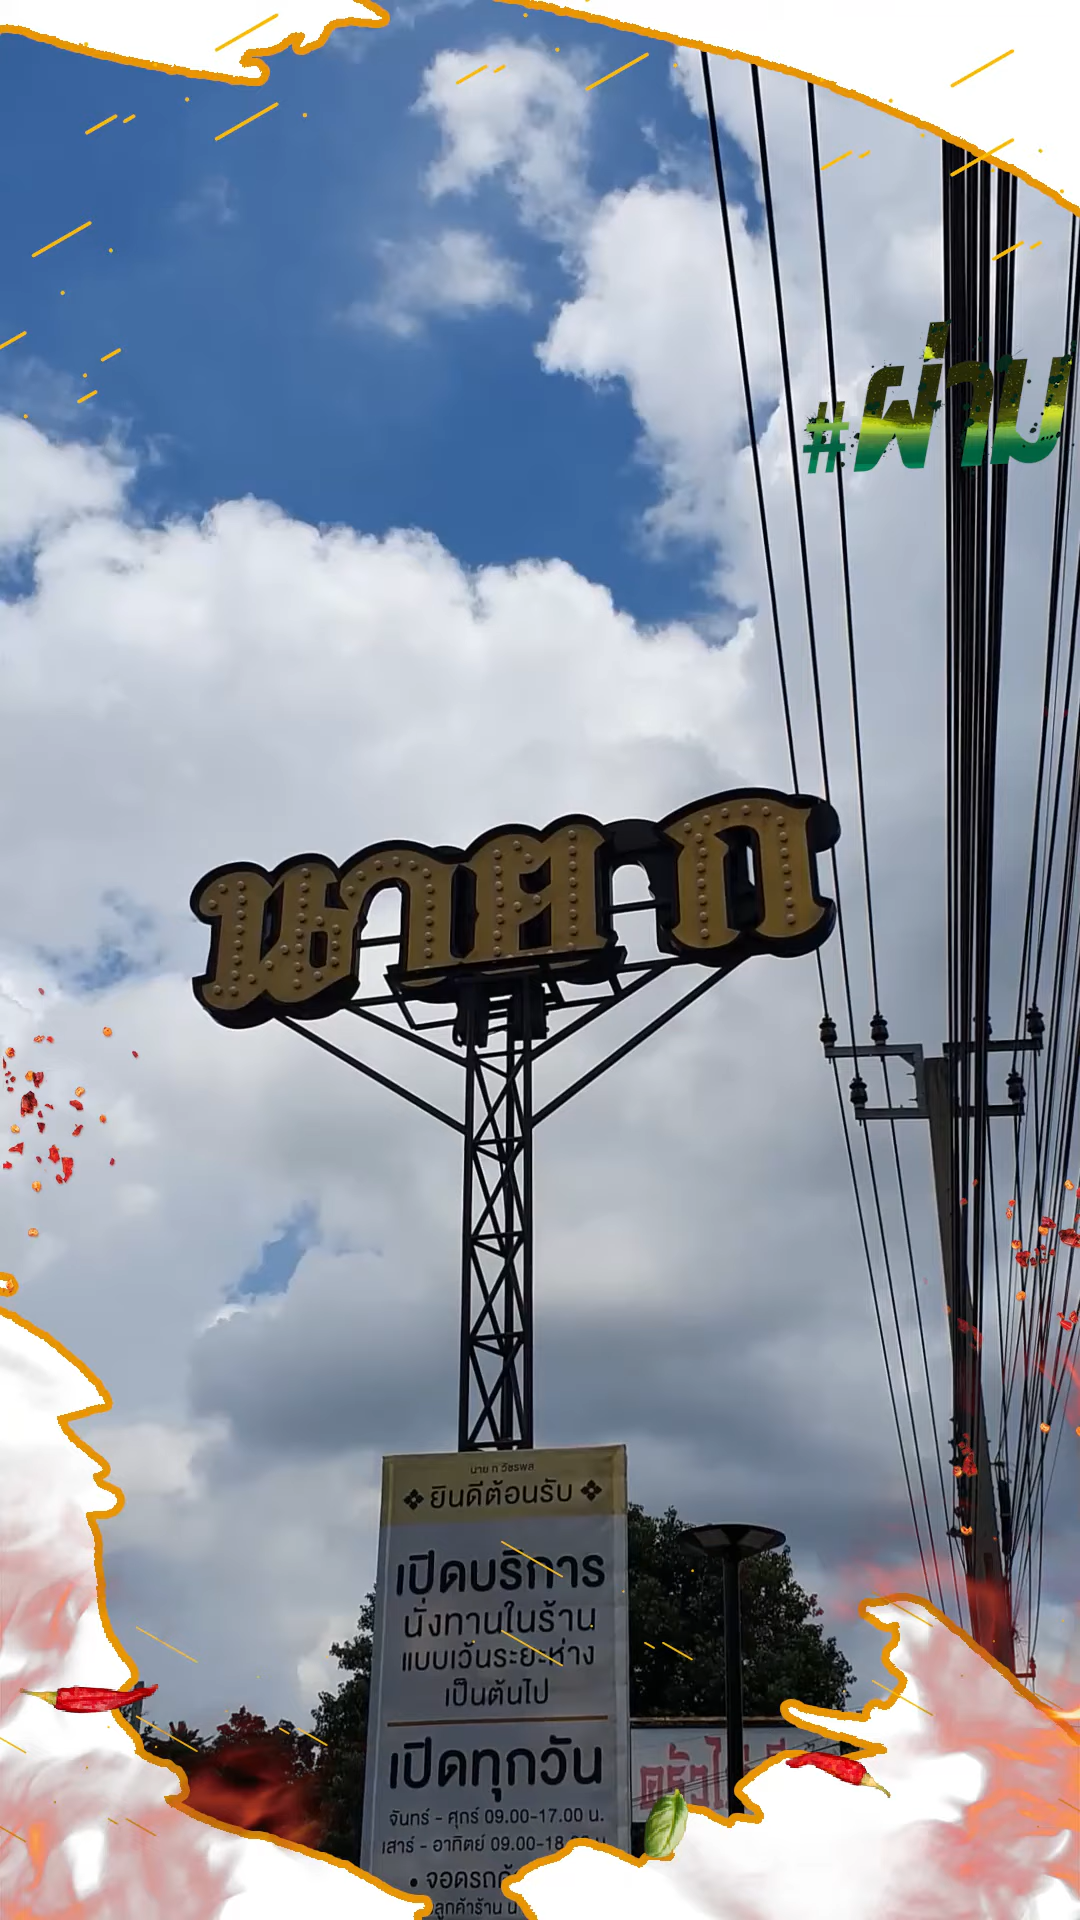 #ผ่าม
นาย ก
นาย ก วัชรพล
ยินดีต้อนรับ
เปิดบริการ
นั่งทานในร้าน
แบบเว้นระยะห่าง
เป็นต้นไป
เปิดทุกวัน
จันทร์ - ศุกร์ 09.00-17.00 น.
เสาร์ - อาทิตย์ 09.00-18
• จอดรถ
ลูกค้าร้าน